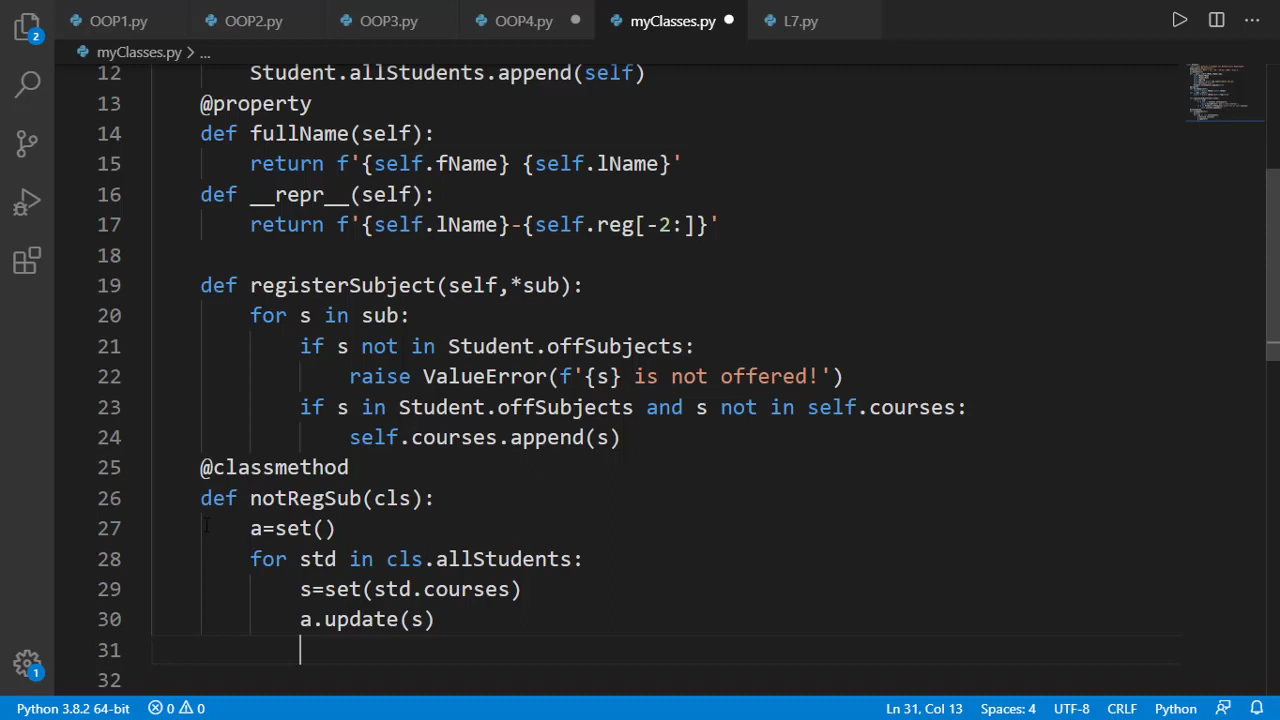 OOP1.py OOP2.py OOP3.py OOP4.py myClasses.py L7.py
myClasses.py > ...
12 Student.allStudents.append(self)
13 @property
14 def fullName(self):
15 return f'{self.fName} {self.lName}'
16 def __repr__(self):
17 return f'{self.lName}-{self.reg[-2:]}'
18
19 def registerSubject(self,*sub):
20 for s in sub:
21 if s not in Student.offSubjects:
22 raise ValueError(f'{s} is not offered!')
23 if s in Student.offSubjects and s not in self.courses:
24 self.courses.append(s)
25 @classmethod
26 def notRegSub(cls):
27 a=set()
28 for std in cls.allStudents:
29 s=set(std.courses)
30 a.update(s)
31
32
2
1
Python 3.8.2 64-bit 0 0 Ln 31, Col 13 Spaces: 4 UTF-8 CRLF Python